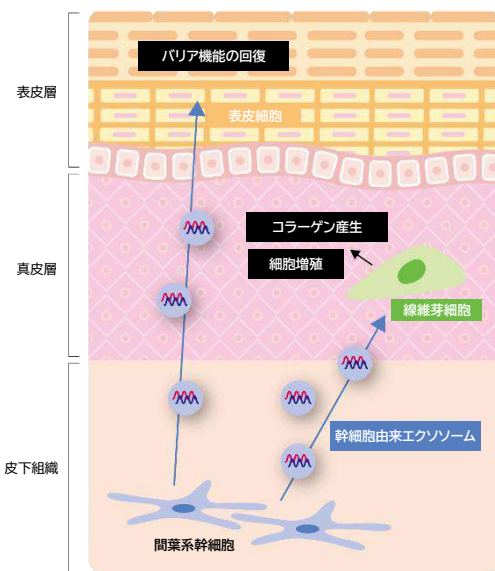 バリア機能の回復
表皮層
表皮細胞
コラーゲン産生
細胞増殖
真皮層
線維芽細胞
幹細胞由来エクソソーム
皮下組織
間葉系幹細胞